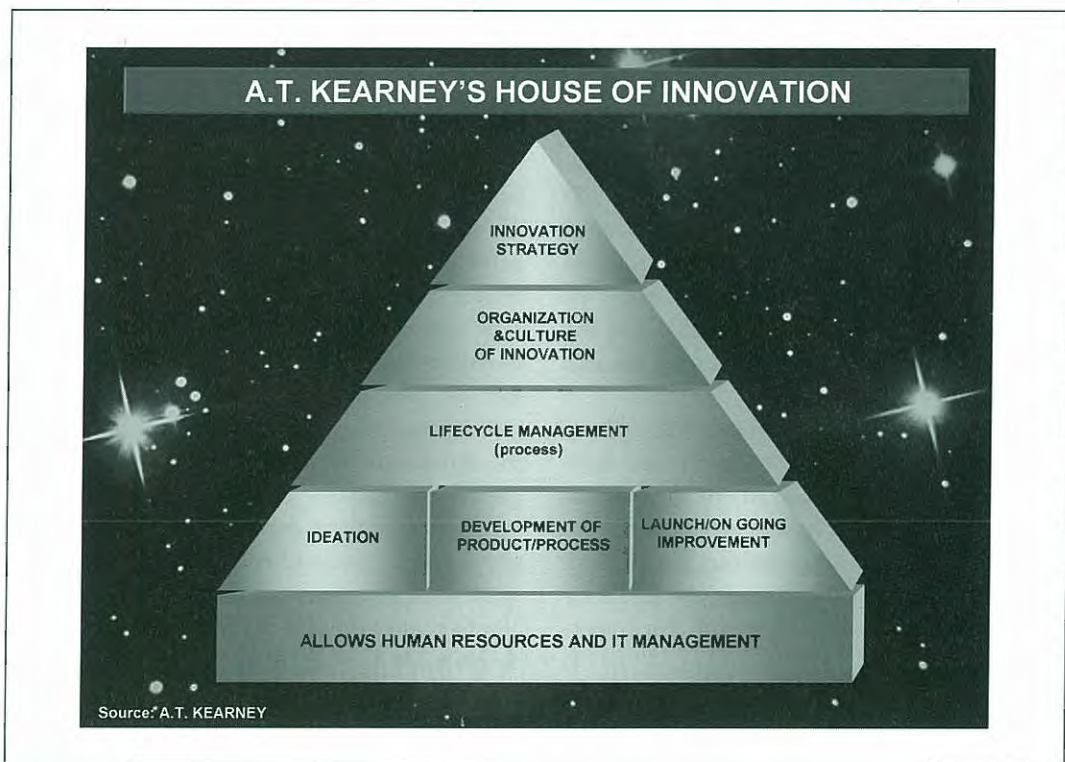 A.T. KEARNEY'S HOUSE OF INNOVATION
INNOVATION
STRATEGY
ORGANIZATION
&CULTURE
OF INNOVATION
LIFECYCLE MANAGEMENT
(process)
IDEATION
DEVELOPMENT OF
PRODUCT/PROCESS
LAUNCH/ON GOING
IMPROVEMENT
ALLOWS HUMAN RESOURCES AND IT MANAGEMENT
Source: A.T. KEARNEY